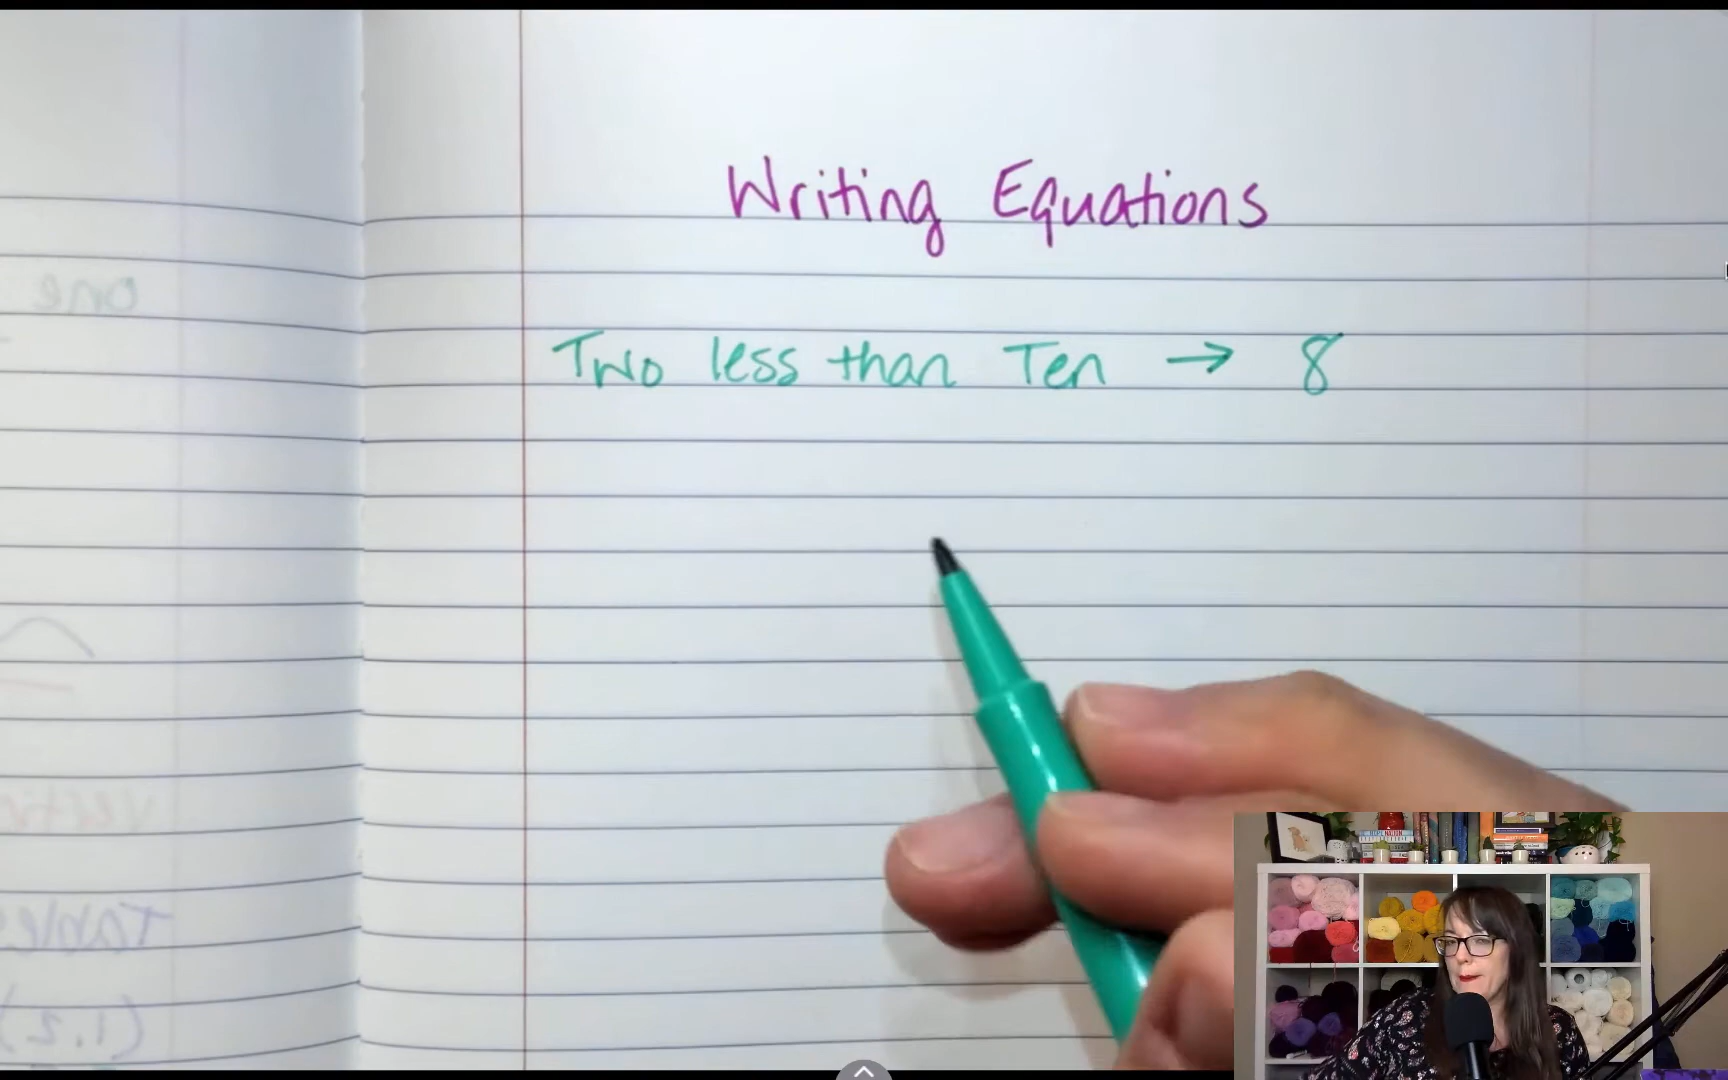 Writing Equations
Two less than Ten → 8